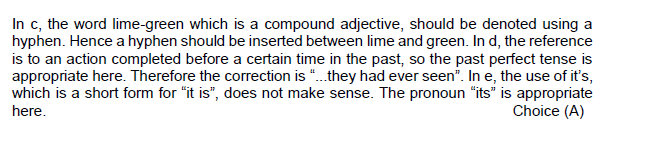 In c, the word lime-green which is a compound adjective, should be denoted using a
hyphen. Hence a hyphen should be inserted between lime and green. In d, the reference
is to an action completed before a certain time in the past, so the past perfect tense is
appropriate here. Therefore the correction is “...they had ever seen”. In e, the use of it’s,
which is a short form for “it is”, does not make sense. The pronoun “its” is appropriate
here. Choice (A)